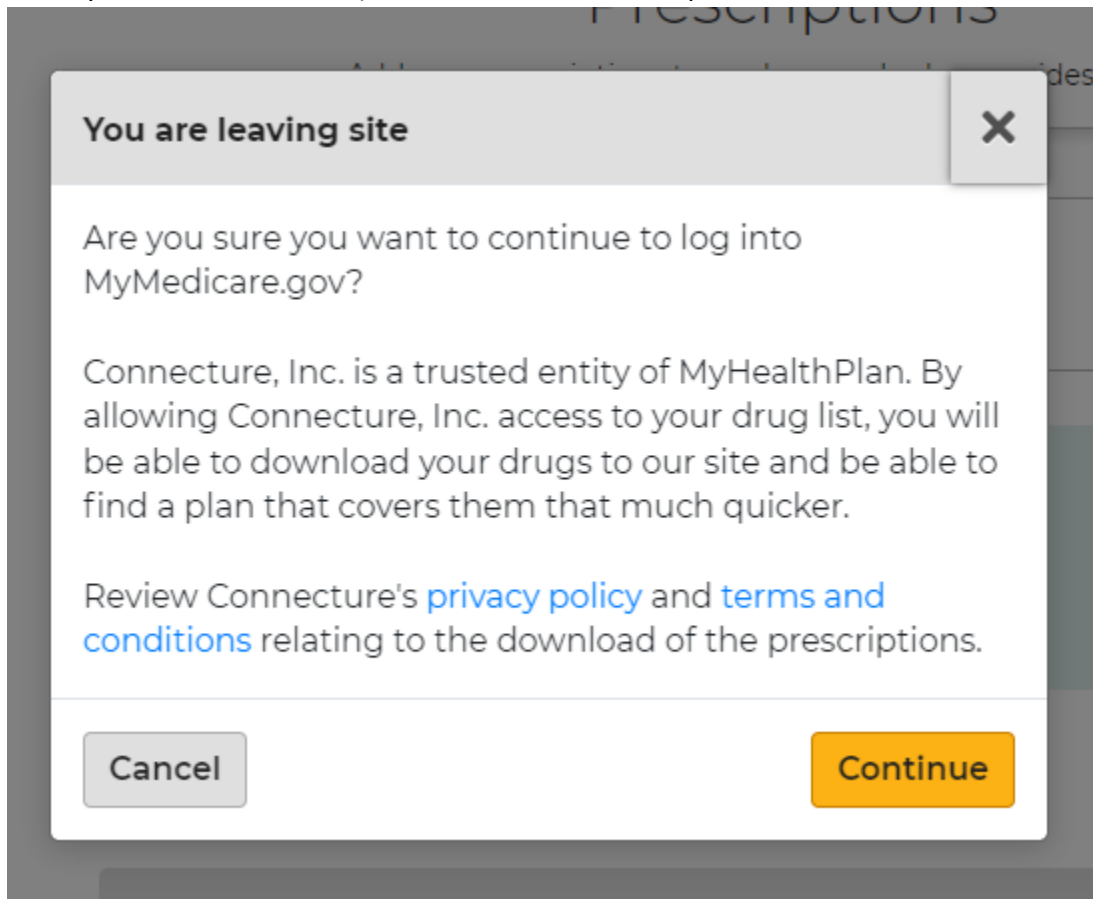 Prescriptions
des
You are leaving site
Are you sure you want to continue to log into
MyMedicare.gov?
Connecture, Inc. is a trusted entity of MyHealthPlan. By
allowing Connecture, Inc. access to your drug list, you will
be able to download your drugs to our site and be able to
find a plan that covers them that much quicker.
Review Connecture's privacy policy and terms and
conditions relating to the download of the prescriptions.
Cancel
Continue